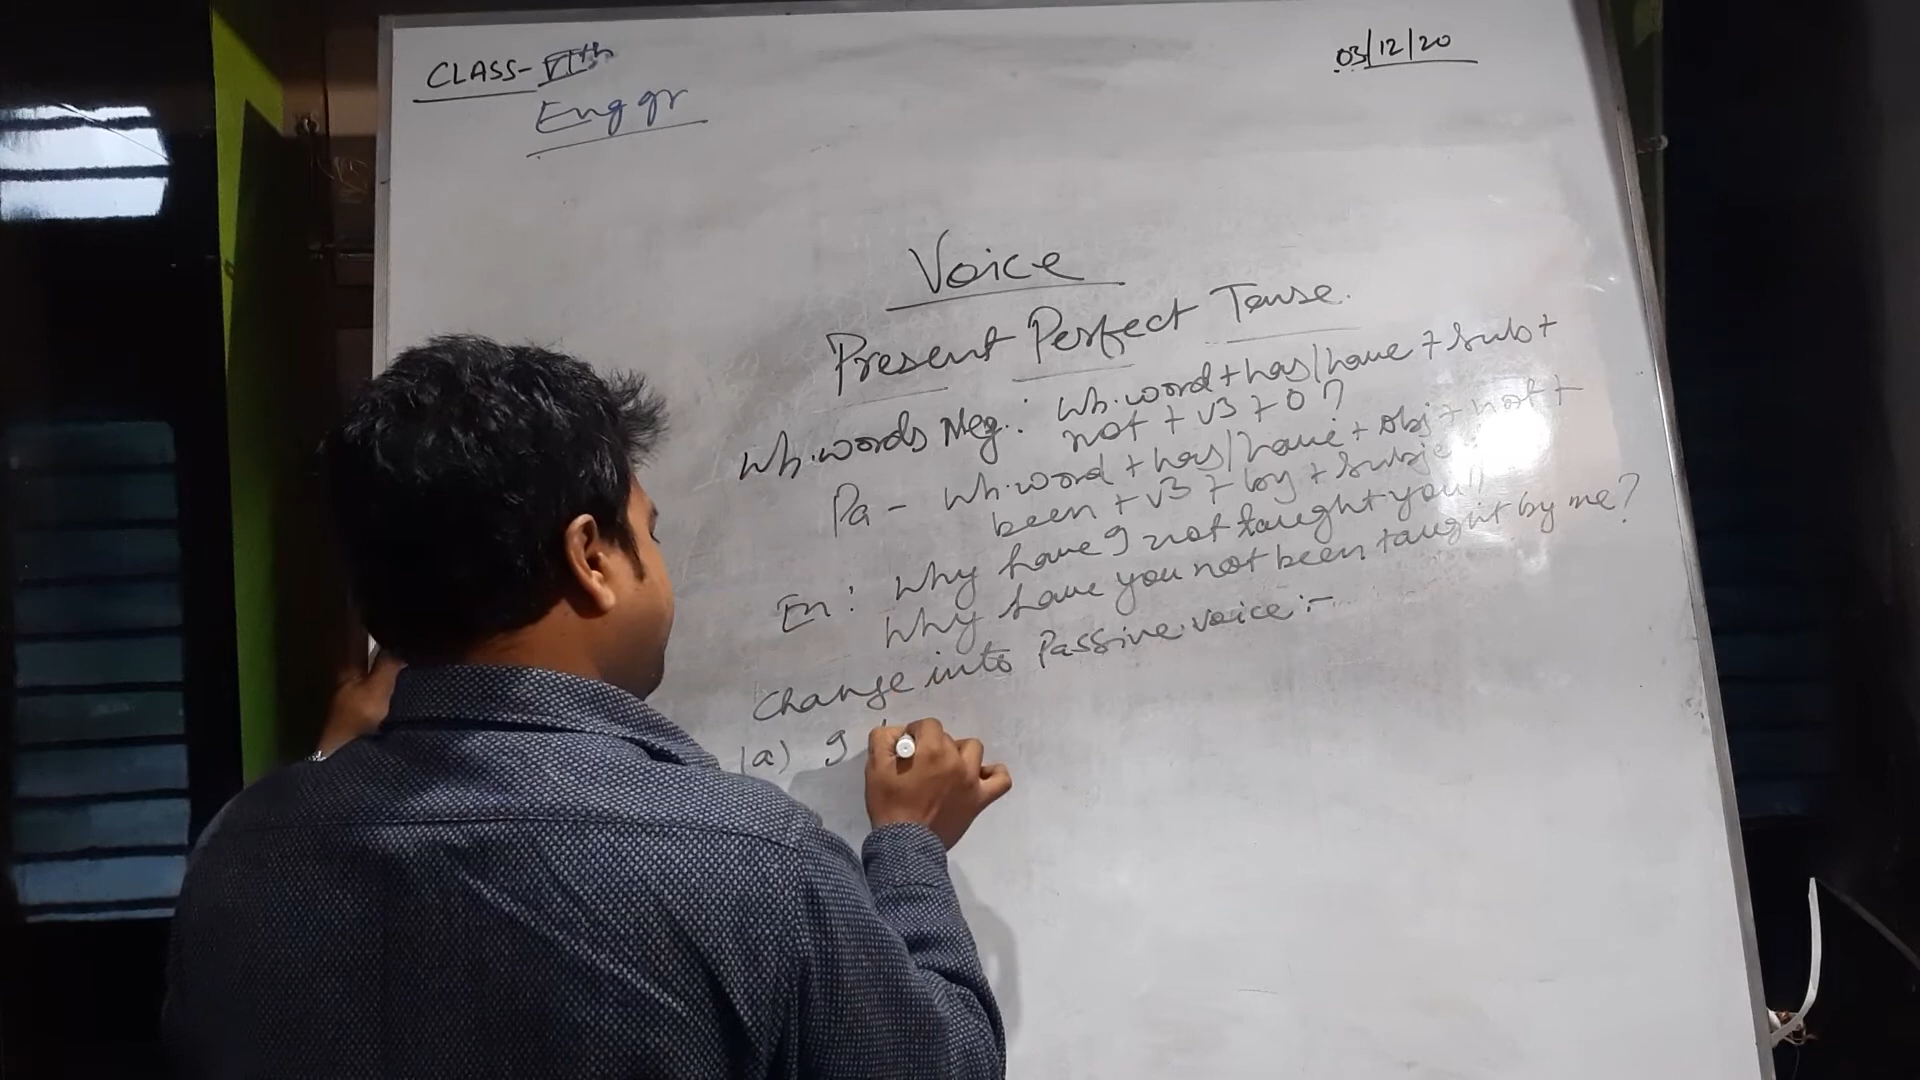 CLASS- VIth
Eng gr
03/12/20
Voice
Present Perfect Tense.
Wh.words Neg.: Wh.word + has/have + sub +
not + v3 + O ?
Pa - Wh.word + has/have + obj + not +
been + v3 + by + subje
En: Why have I not taught you
Why have you not been taught by me?
Change into Passive voice :-
(a) I